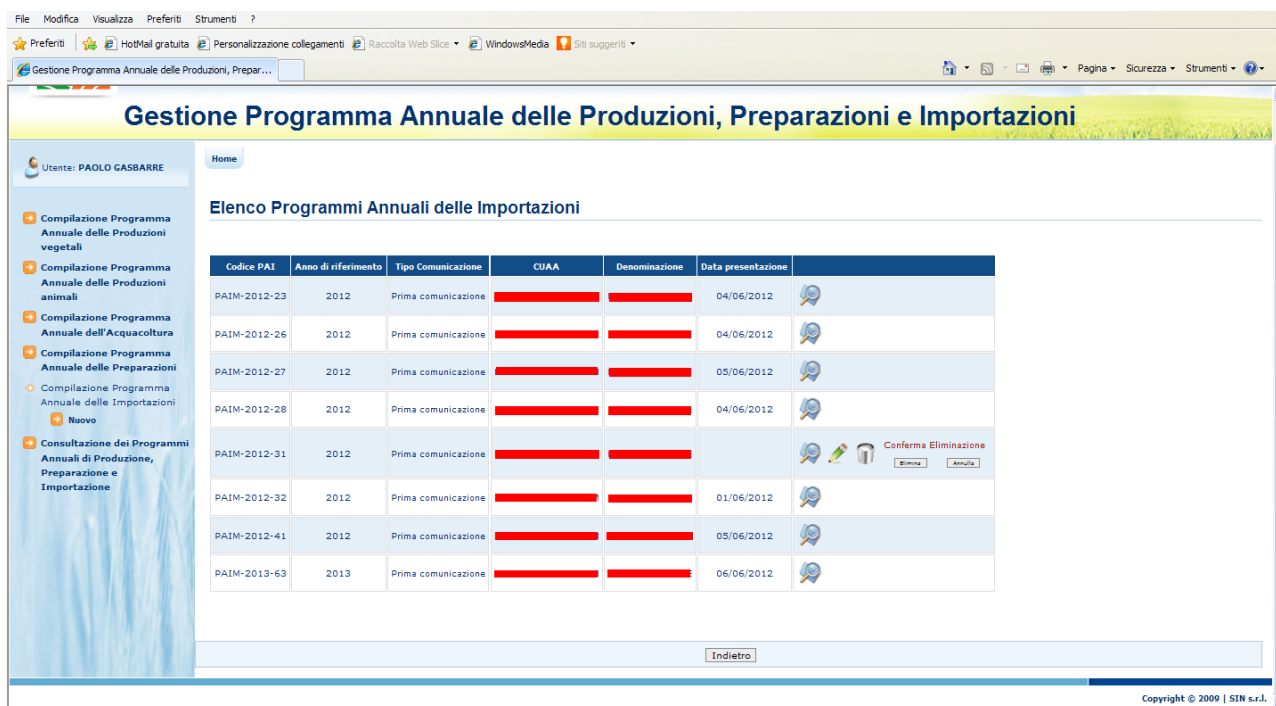 File Modifica Visualizza Preferiti Strumenti ?
Preferiti HotMail gratuita Personalizzazione collegamenti Raccolta Web Slice WindowsMedia Siti suggeriti
Gestione Programma Annuale delle Produzioni, Prepar... Pagina Sicurezza Strumenti
Gestione Programma Annuale delle Produzioni, Preparazioni e Importazioni
Utente: PAOLO GASBARRE
Home
Compilazione Programma
Annuale delle Produzioni
vegetali
Compilazione Programma
Annuale delle Produzioni
animali
Compilazione Programma
Annuale dell'Acquacoltura
Compilazione Programma
Annuale delle Preparazioni
Compilazione Programma
Annuale delle Importazioni
Nuovo
Consultazione dei Programmi
Annuali di Produzione,
Preparazione e
Importazione
Elenco Programmi Annuali delle Importazioni
Codice PAI Anno di riferimento Tipo Comunicazione CUAA Denominazione Data presentazione
PAIM-2012-23 2012 Prima comunicazione 04/06/2012
PAIM-2012-26 2012 Prima comunicazione 04/06/2012
PAIM-2012-27 2012 Prima comunicazione 05/06/2012
PAIM-2012-28 2012 Prima comunicazione 04/06/2012
PAIM-2012-31 2012 Prima comunicazione Conferma Eliminazione
Elimina Annulla
PAIM-2012-32 2012 Prima comunicazione 01/06/2012
PAIM-2012-41 2012 Prima comunicazione 05/06/2012
PAIM-2013-63 2013 Prima comunicazione 06/06/2012
Indietro
Copyright © 2009 | SIN s.r.l.